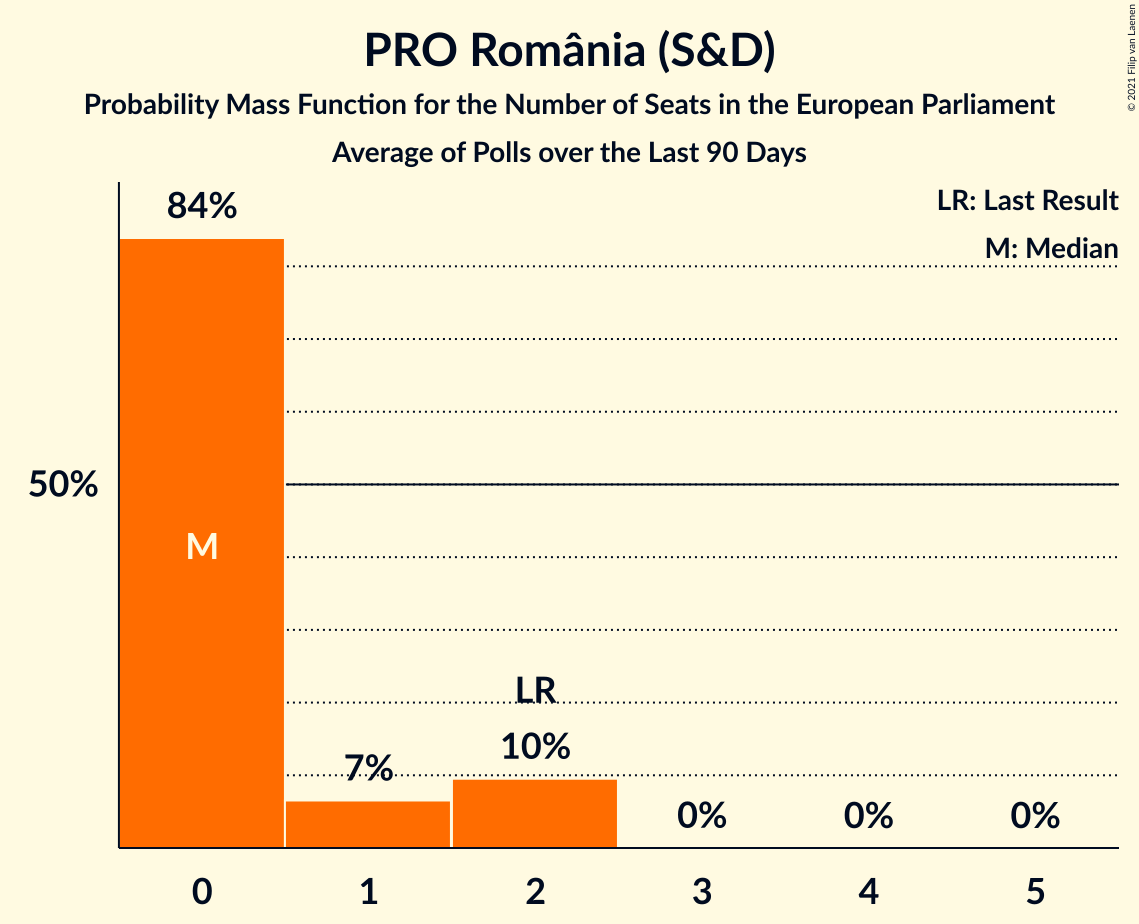 PRO România (S&D)
Probability Mass Function for the Number of Seats in the European Parliament
Average of Polls over the Last 90 Days
© 2021 Filip van Laenen
LR: Last Result
M: Median
84%
50%
M
LR
7%
10%
0%
0%
0%
0
1
2
3
4
5